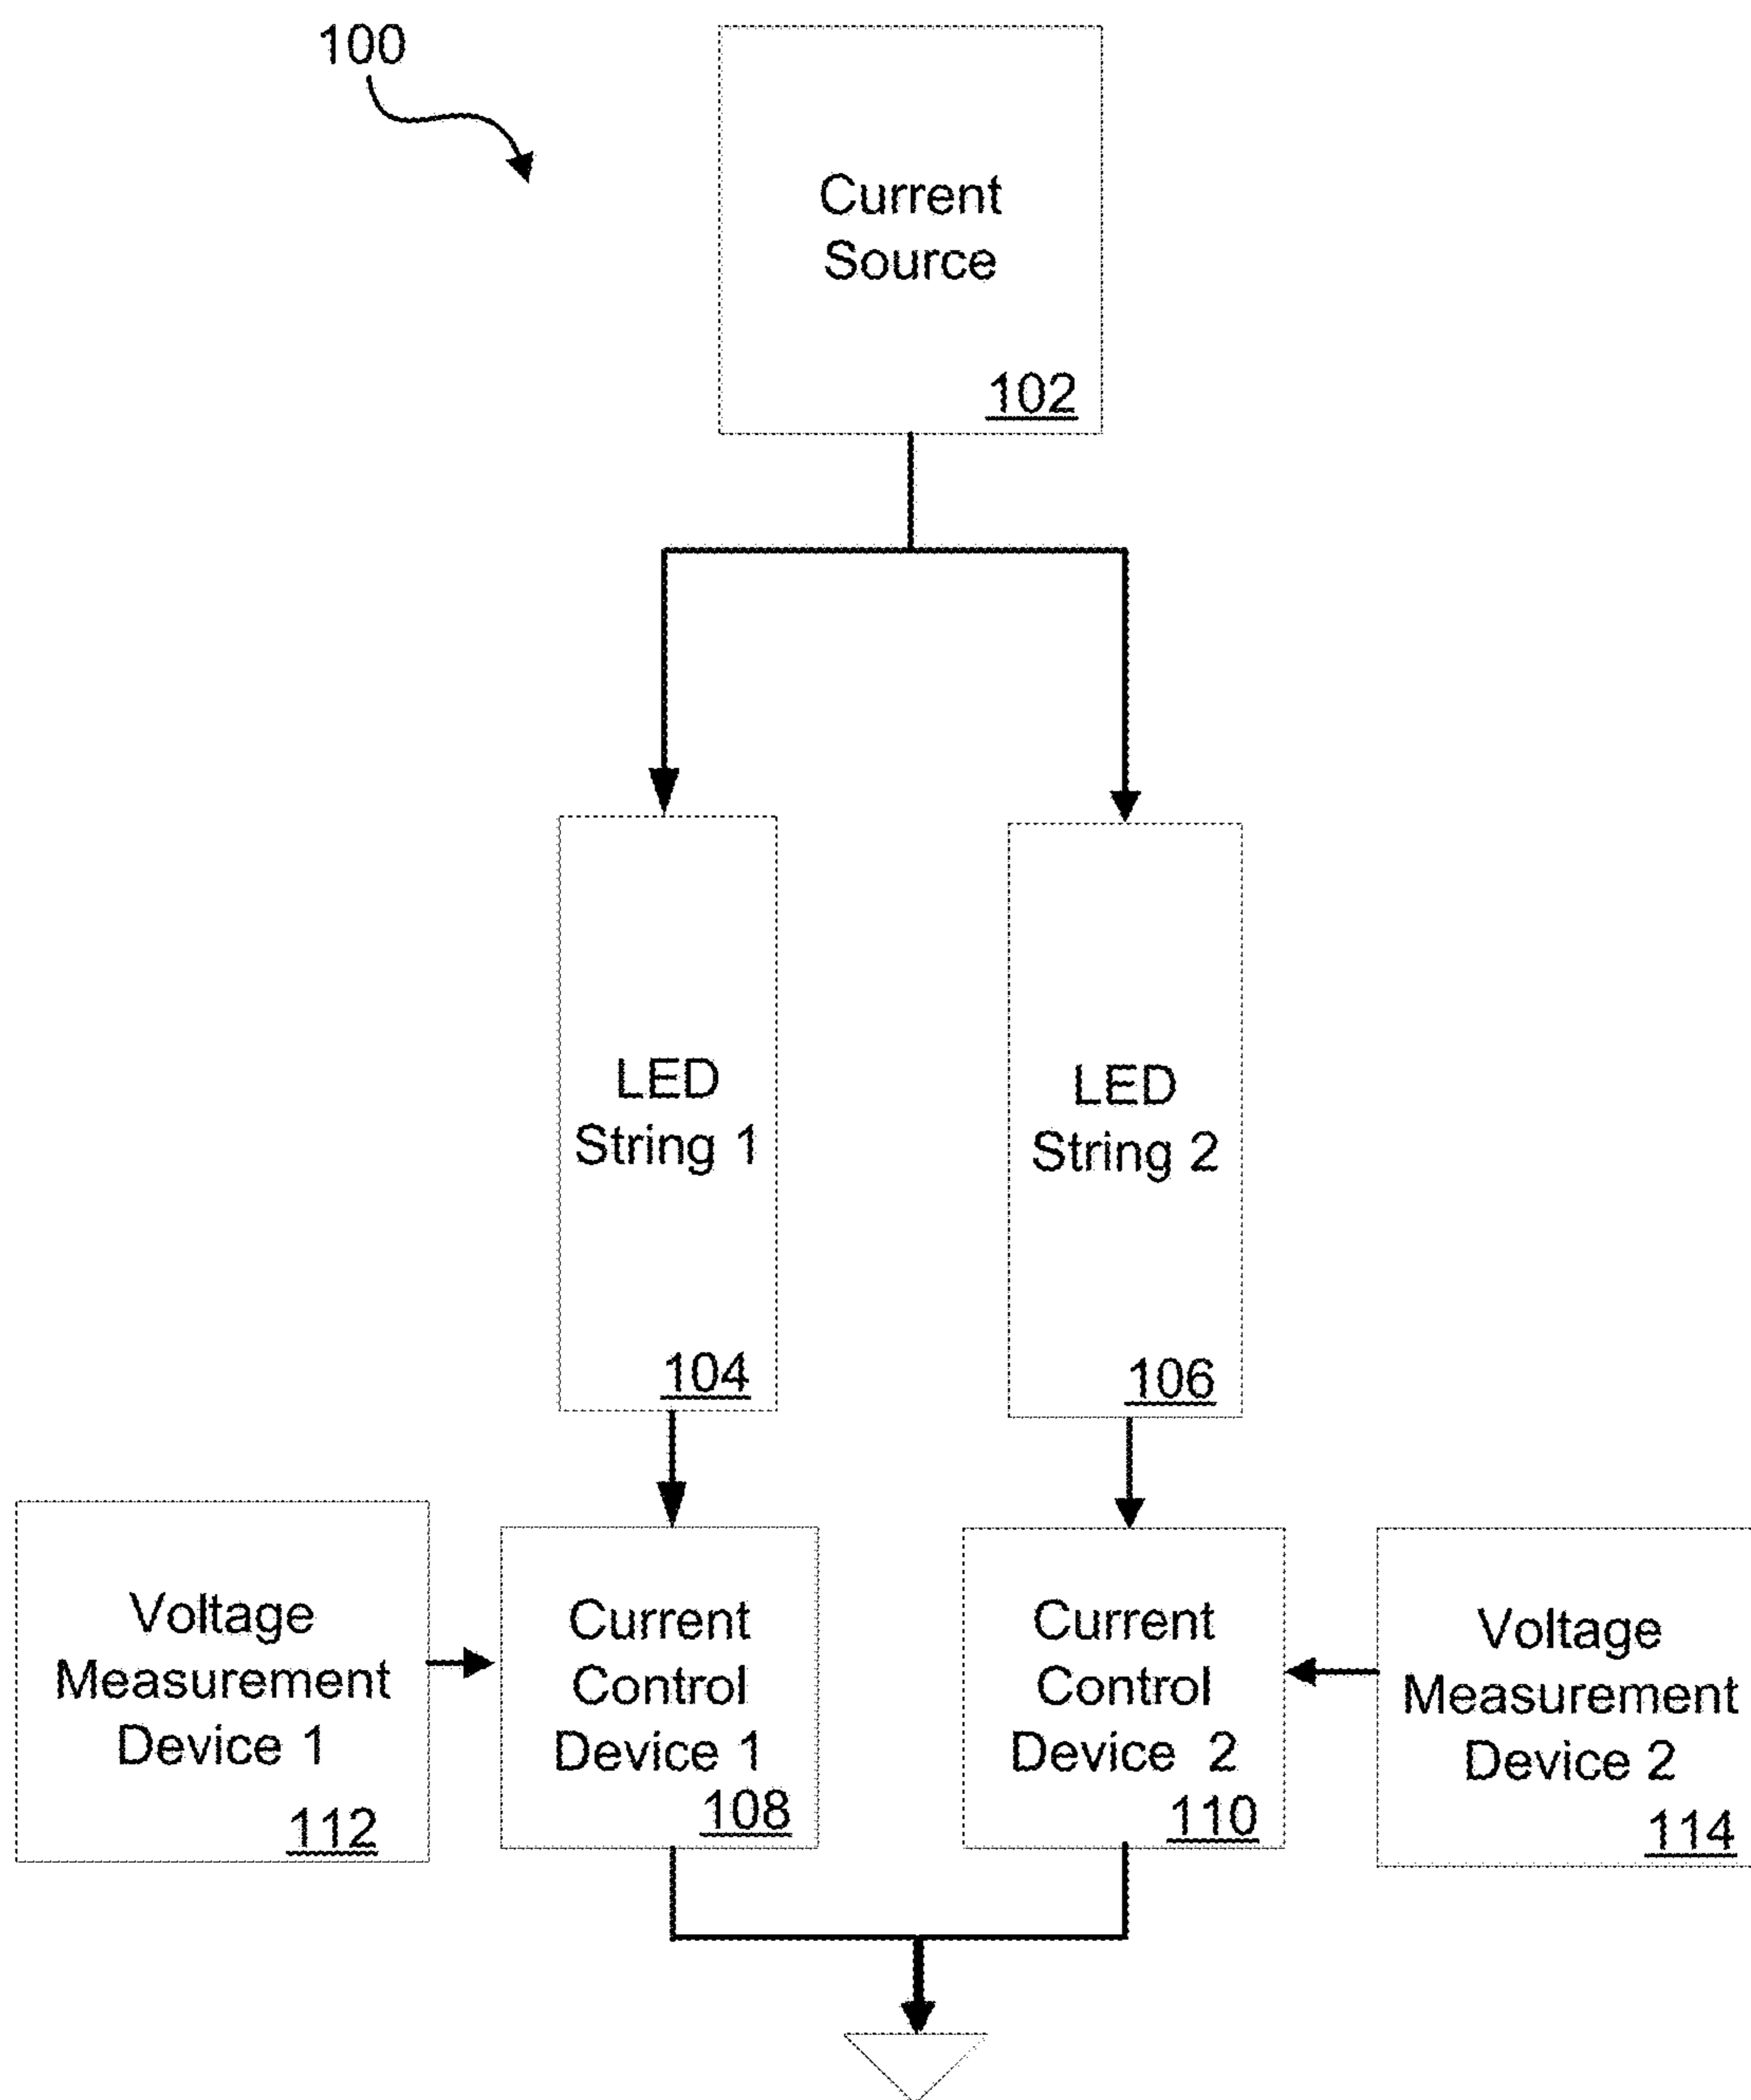 100
Current
Source
102
LED
String 1
104
LED
String 2
106
Voltage
Measurement
Device 1
112
Current
Control
Device 1
108
Current
Control
Device 2
110
Voltage
Measurement
Device 2
114